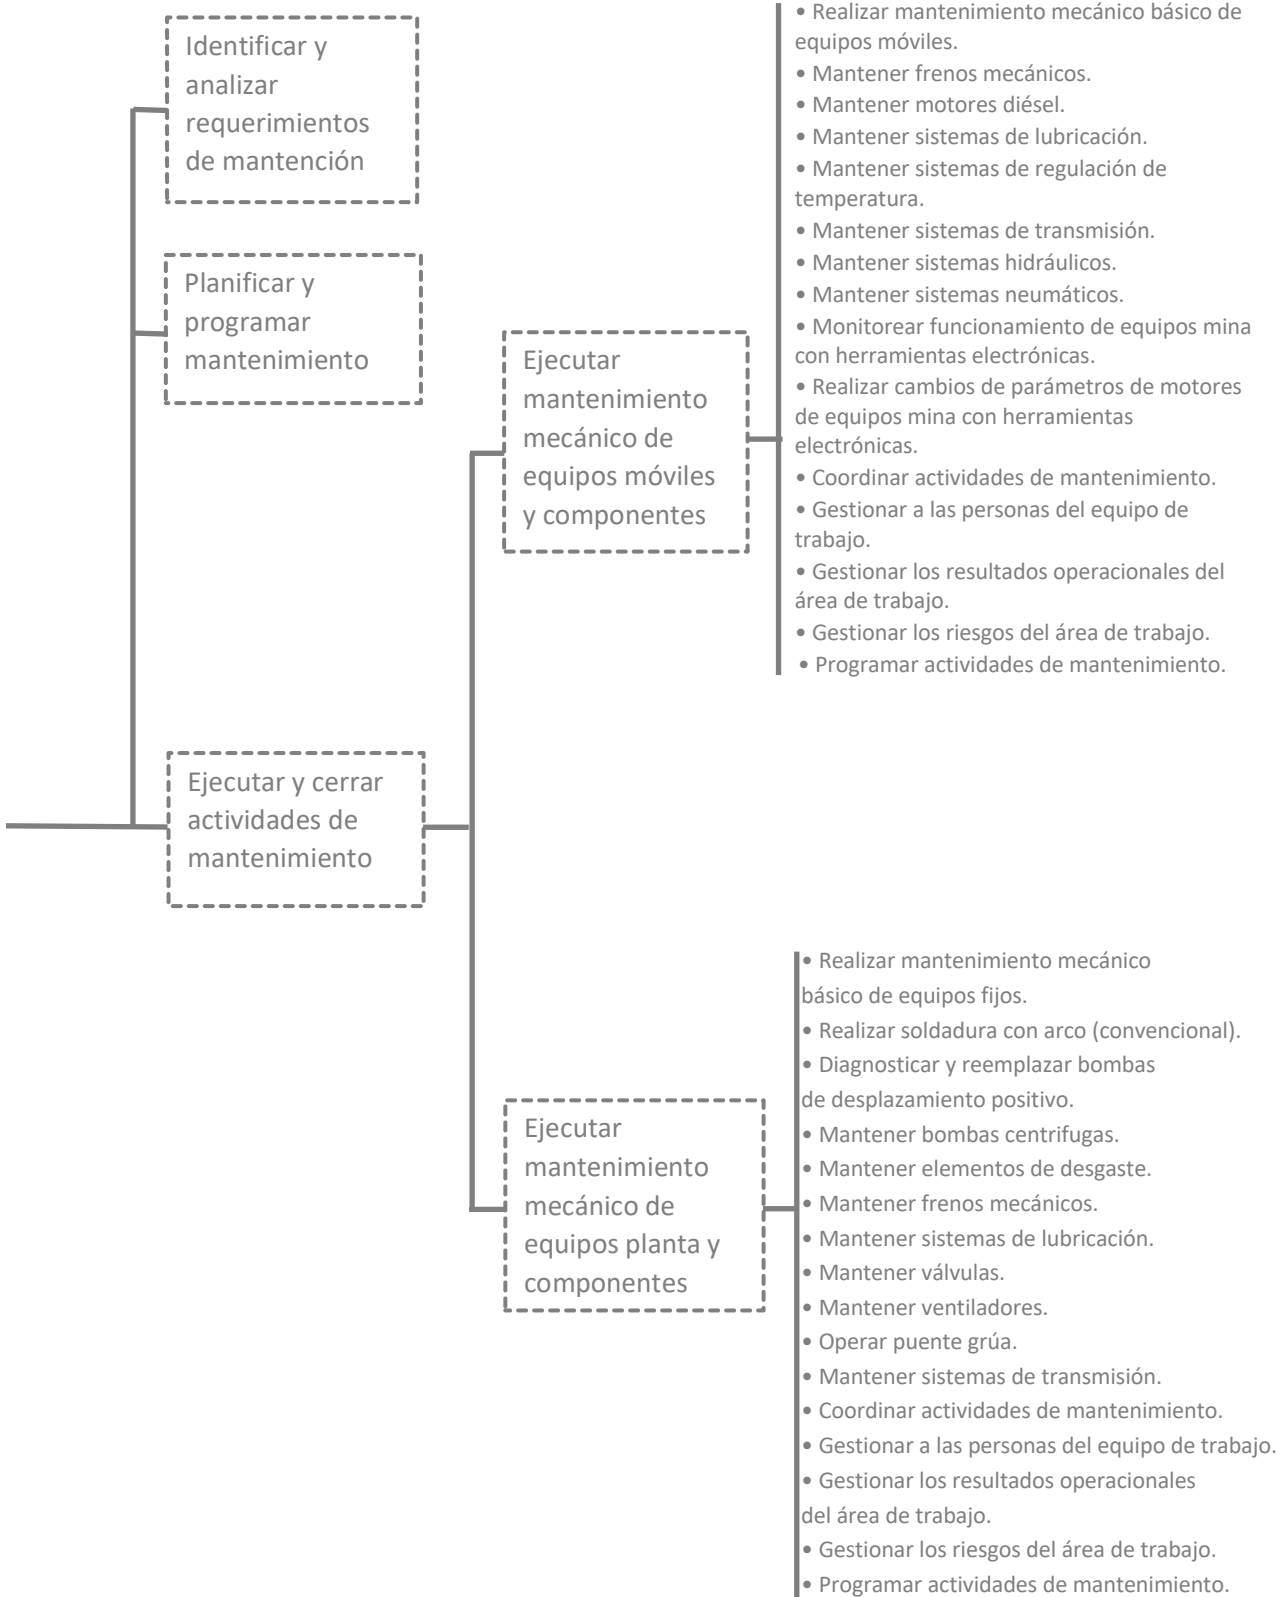 Identificar y
analizar
requerimientos
de mantención
Planificar y
programar
mantenimiento
Ejecutar y cerrar
actividades de
mantenimiento
Ejecutar
mantenimiento
mecánico de
equipos móviles
y componentes
• Realizar mantenimiento mecánico básico de
equipos móviles.
• Mantener frenos mecánicos.
• Mantener motores diésel.
• Mantener sistemas de lubricación.
• Mantener sistemas de regulación de
temperatura.
• Mantener sistemas de transmisión.
• Mantener sistemas hidráulicos.
• Mantener sistemas neumáticos.
• Monitorear funcionamiento de equipos mina
con herramientas electrónicas.
• Realizar cambios de parámetros de motores
de equipos mina con herramientas
electrónicas.
• Coordinar actividades de mantenimiento.
• Gestionar a las personas del equipo de
trabajo.
• Gestionar los resultados operacionales del
área de trabajo.
• Gestionar los riesgos del área de trabajo.
• Programar actividades de mantenimiento.
Ejecutar
mantenimiento
mecánico de
equipos planta y
componentes
• Realizar mantenimiento mecánico
básico de equipos fijos.
• Realizar soldadura con arco (convencional).
• Diagnosticar y reemplazar bombas
de desplazamiento positivo.
• Mantener bombas centrifugas.
• Mantener elementos de desgaste.
• Mantener frenos mecánicos.
• Mantener sistemas de lubricación.
• Mantener válvulas.
• Mantener ventiladores.
• Operar puente grúa.
• Mantener sistemas de transmisión.
• Coordinar actividades de mantenimiento.
• Gestionar a las personas del equipo de trabajo.
• Gestionar los resultados operacionales
del área de trabajo.
• Gestionar los riesgos del área de trabajo.
• Programar actividades de mantenimiento.